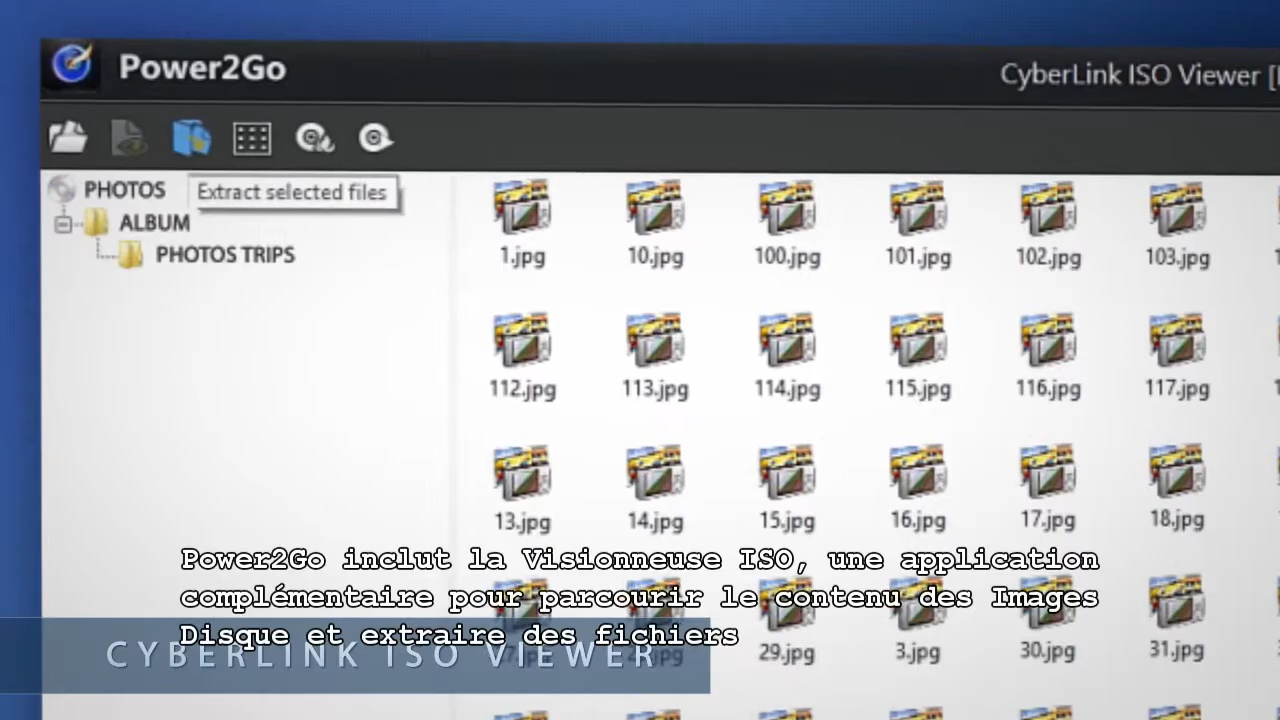 Power2Go
CyberLink ISO Viewer
PHOTOS
Extract selected files
ALBUM
PHOTOS TRIPS
1.jpg 10.jpg 100.jpg 101.jpg 102.jpg 103.jpg
112.jpg 113.jpg 114.jpg 115.jpg 116.jpg 117.jpg
13.jpg 14.jpg 15.jpg 16.jpg 17.jpg 18.jpg
Power2Go inclut la Visionneuse ISO, une application
complémentaire pour parcourir le contenu des Images
Disque et extraire des fichiers
CYBERLINK ISO VIEWER
29.jpg 3.jpg 30.jpg 31.jpg